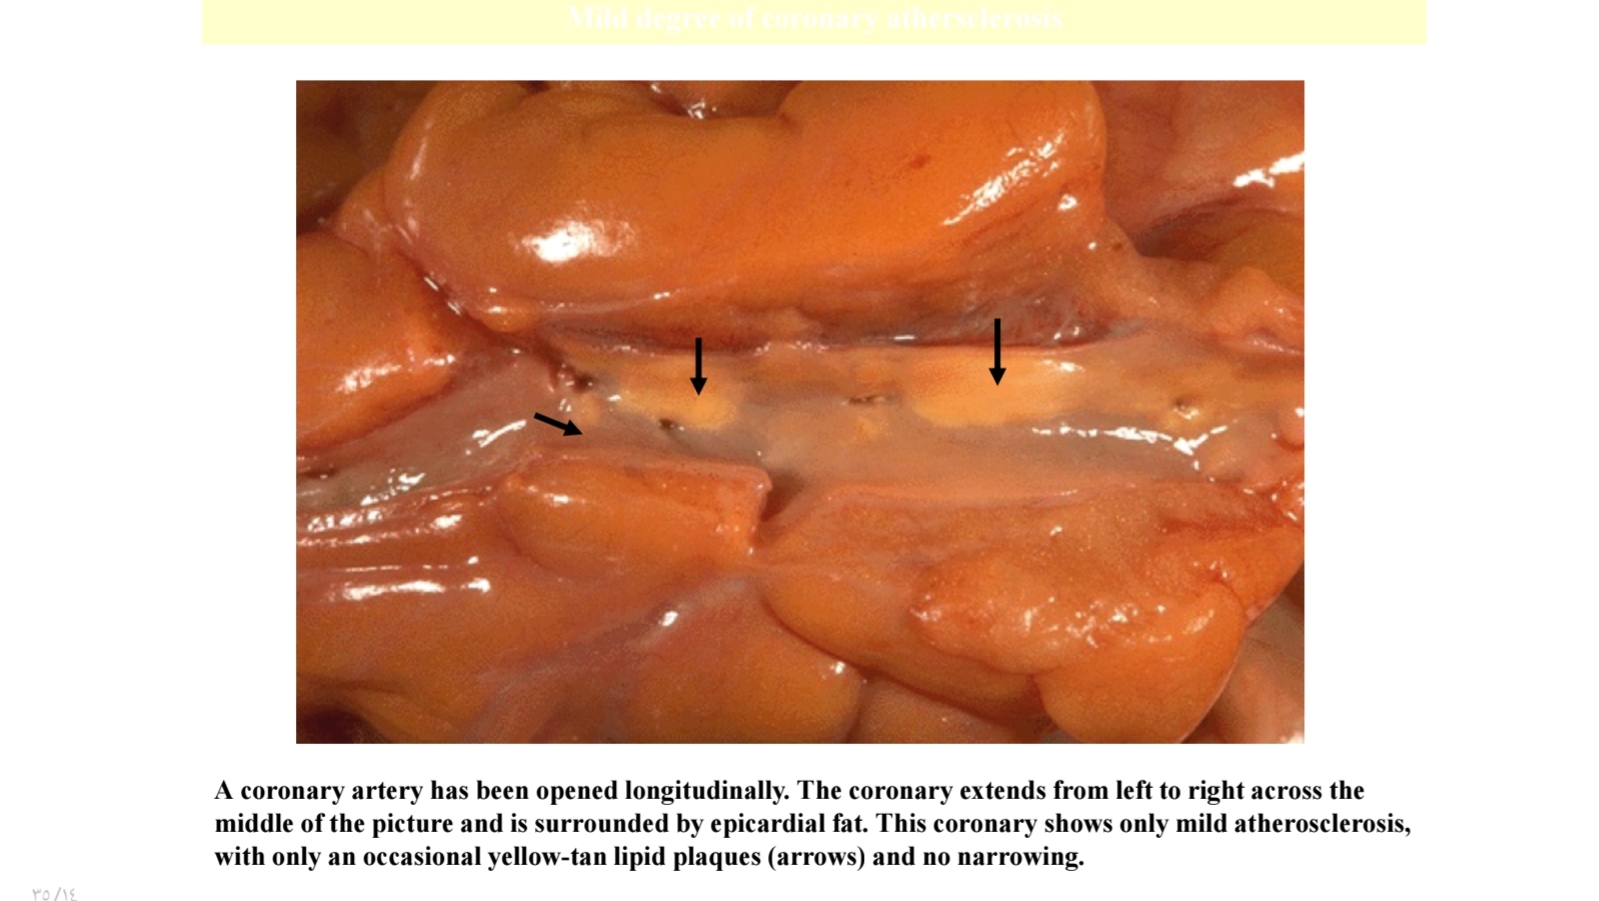 Mild degree of coronary athersclerosis
A coronary artery has been opened longitudinally. The coronary extends from left to right across the
middle of the picture and is surrounded by epicardial fat. This coronary shows only mild atherosclerosis,
with only an occasional yellow-tan lipid plaques (arrows) and no narrowing.
٣٥/١٤